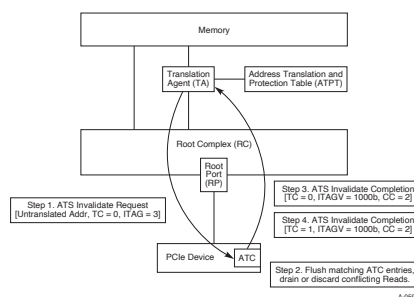 Memory
Translation
Agent (TA)
Address Translation and
Protection Table (ATPT)
Root Complex (RC)
Root
Port
(RP)
Step 1. ATS Invalidate Request
[Untranslated Addr, TC = 0, ITAG = 3]
Step 3. ATS Invalidate Completion
[TC = 0, ITAGV = 1000b, CC = 2]
Step 4. ATS Invalidate Completion
[TC = 1, ITAGV = 1000b, CC = 2]
PCIe Device
ATC
Step 2. Flush matching ATC entries,
drain or discard conflicting Reads.